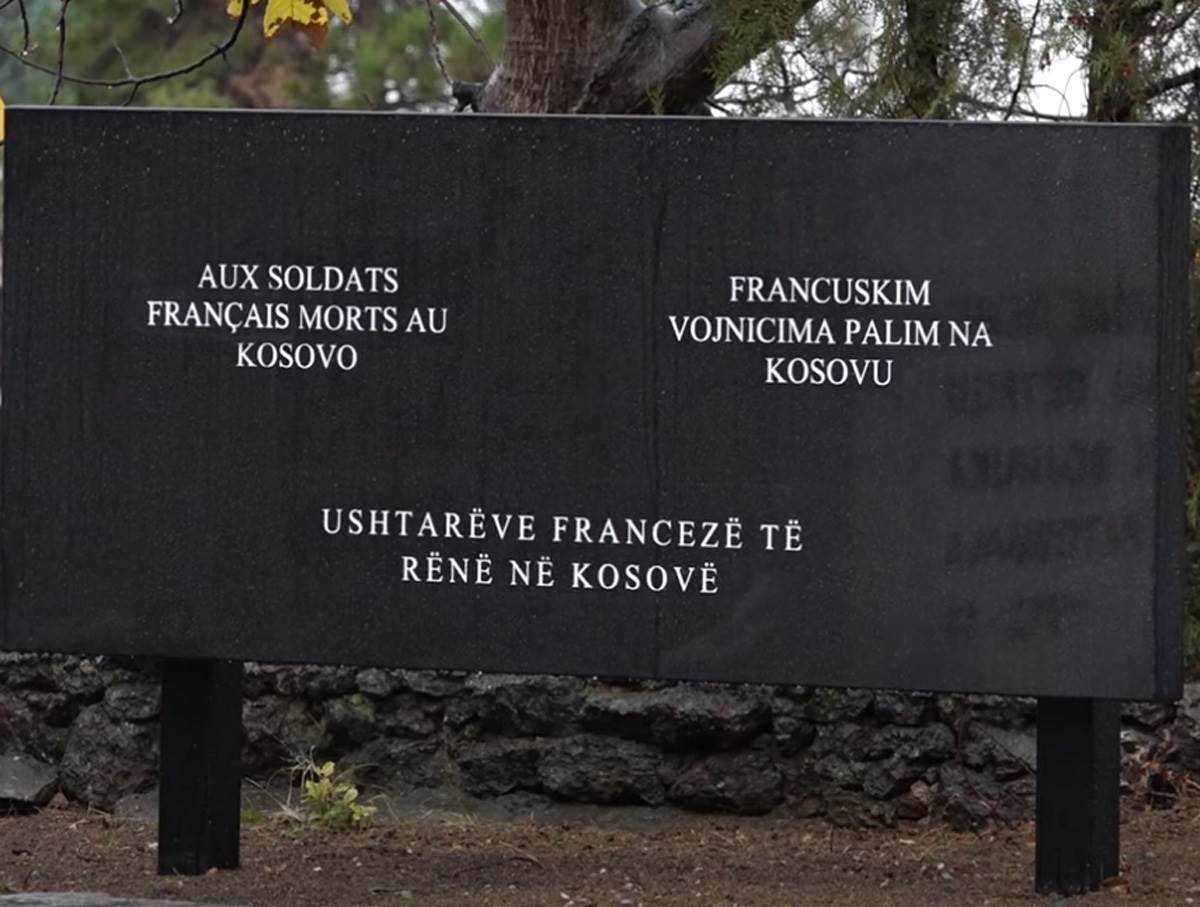 AUX SOLDATS
FRANÇAIS MORTS AU
KOSOVO
FRANCUSKIM
VOJNICIMA PALIM NA
KOSOVU
USHTARËVE FRANCEZË TË
RËNË NË KOSOVË